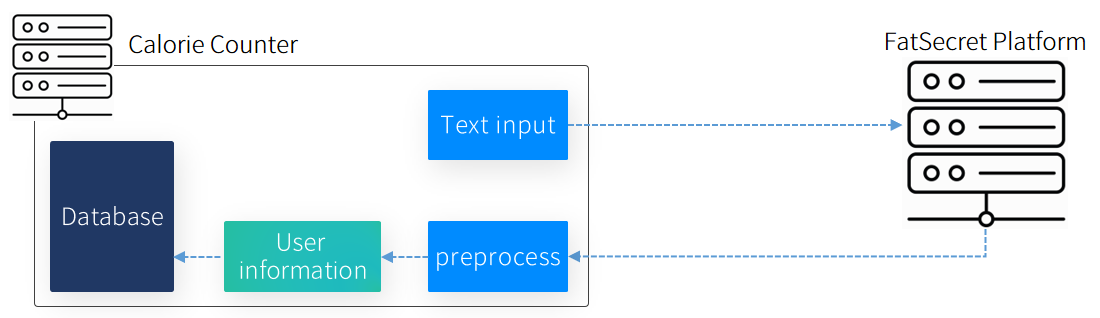 Calorie Counter
FatSecret Platform
Text input
Database
User
information
preprocess